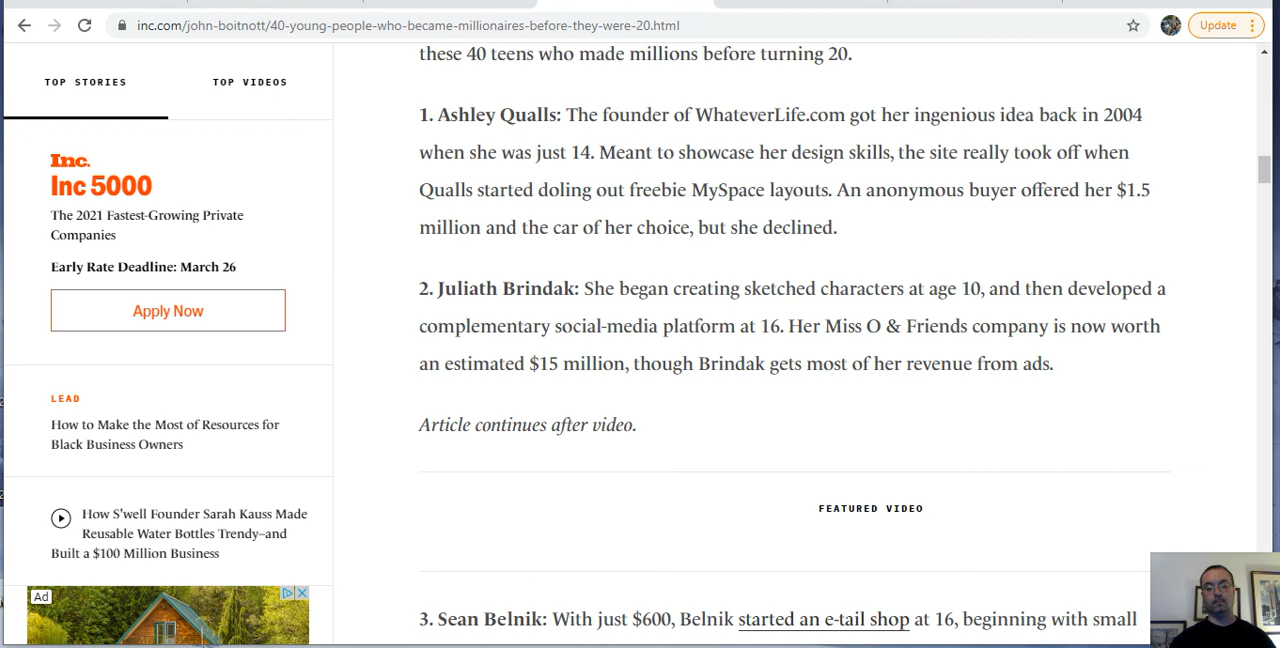 inc.com/john-boitnott/40-young-people-who-became-millionaires-before-they-were-20.html
Update
TOP STORIES
TOP VIDEOS
Inc.
Inc 5000
The 2021 Fastest-Growing Private
Companies
Early Rate Deadline: March 26
Apply Now
LEAD
How to Make the Most of Resources for
Black Business Owners
How S'well Founder Sarah Kauss Made
Reusable Water Bottles Trendy–and
Built a $100 Million Business
Ad
these 40 teens who made millions before turning 20.
1. Ashley Qualls: The founder of WhateverLife.com got her ingenious idea back in 2004
when she was just 14. Meant to showcase her design skills, the site really took off when
Qualls started doling out freebie MySpace layouts. An anonymous buyer offered her $1.5
million and the car of her choice, but she declined.
2. Juliath Brindak: She began creating sketched characters at age 10, and then developed a
complementary social-media platform at 16. Her Miss O & Friends company is now worth
an estimated $15 million, though Brindak gets most of her revenue from ads.
Article continues after video.
FEATURED VIDEO
3. Sean Belnik: With just $600, Belnik started an e-tail shop at 16, beginning with small